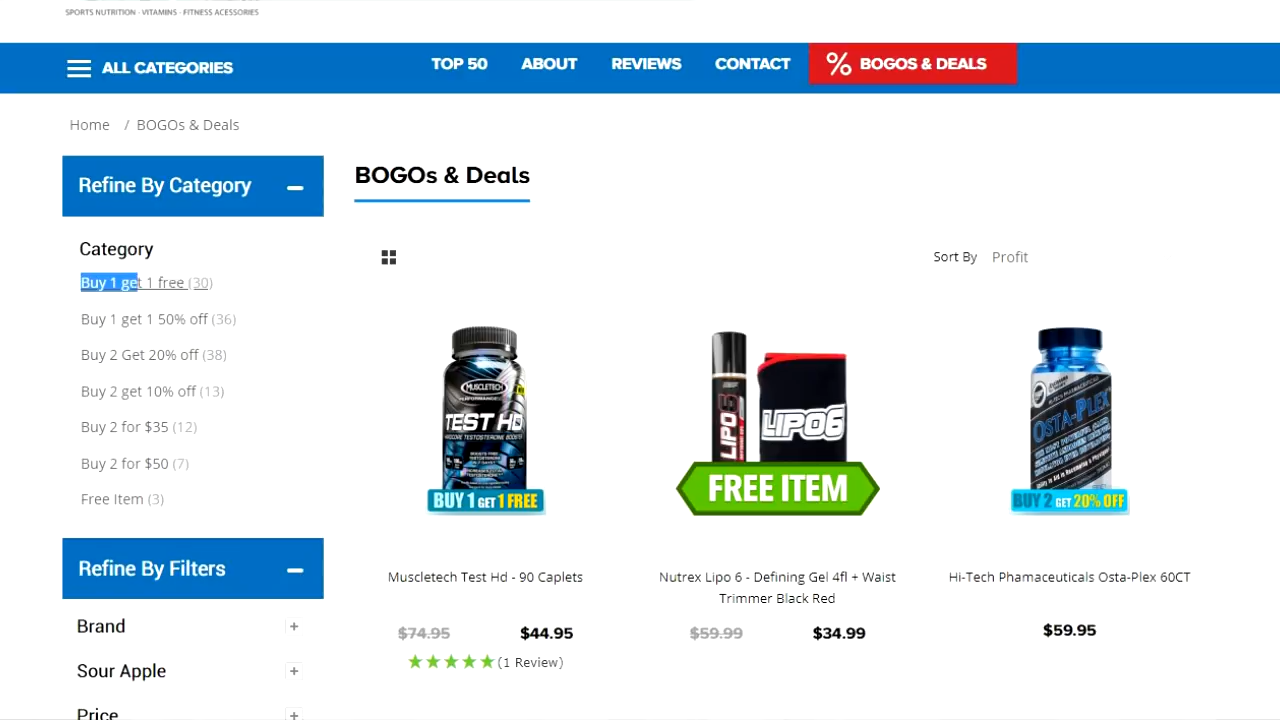 SPORTS NUTRITION - VITAMINS - FITNESS ACESSORIES
ALL CATEGORIES
TOP 50
ABOUT
REVIEWS
CONTACT
% BOGOS & DEALS
Home / BOGOs & Deals
Refine By Category
Category
Buy 1 get 1 free (30)
Buy 1 get 1 50% off (36)
Buy 2 Get 20% off (38)
Buy 2 get 10% off (13)
Buy 2 for $35 (12)
Buy 2 for $50 (7)
Free Item (3)
Refine By Filters
Brand +
Sour Apple +
Price +
BOGOs & Deals
Sort By Profit
MUSCLETECH
TEST HD
BUY 1 GET 1 FREE
Muscletech Test Hd - 90 Caplets
$74.95 $44.95
(1 Review)
LIPO6
LIPO6
FREE ITEM
Nutrex Lipo 6 - Defining Gel 4fl + Waist
Trimmer Black Red
$59.99 $34.99
OSTA-PLEX
BUY 2 GET 20% OFF
Hi-Tech Phamaceuticals Osta-Plex 60CT
$59.95